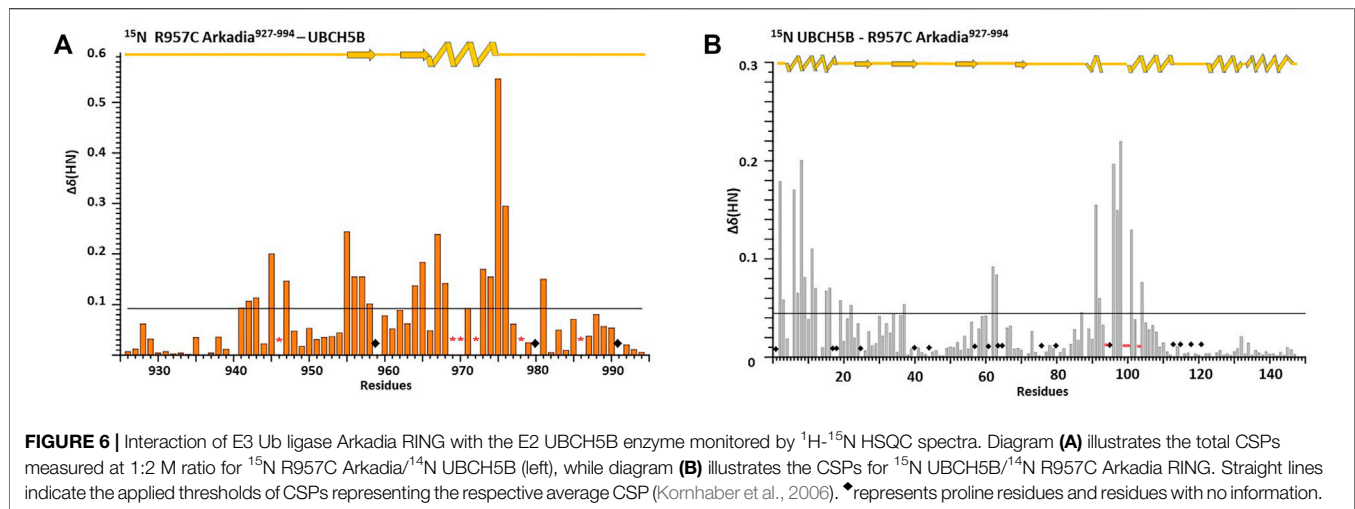 A
¹⁵N R957C Arkadia⁹²⁷⁻⁹⁹⁴ – UBCH5B
0.6
0.5
0.4
0.3
0.2
0.1
Δδ(HN)
* ◆ ** * * ◆ * ◆
930 940 950 960 970 980 990
Residues
B
¹⁵N UBCH5B - R957C Arkadia⁹²⁷⁻⁹⁹⁴
0.3
0.2
0.1
0
Δδ(HN)
20 40 60 80 100 120 140
Residues
FIGURE 6 | Interaction of E3 Ub ligase Arkadia RING with the E2 UBCH5B enzyme monitored by ¹H-¹⁵N HSQC spectra. Diagram (A) illustrates the total CSPs
measured at 1:2 M ratio for ¹⁵N R957C Arkadia/¹⁴N UBCH5B (left), while diagram (B) illustrates the CSPs for ¹⁵N UBCH5B/¹⁴N R957C Arkadia RING. Straight lines
indicate the applied thresholds of CSPs representing the respective average CSP (Kornhaber et al., 2006). ◆represents proline residues and residues with no information.